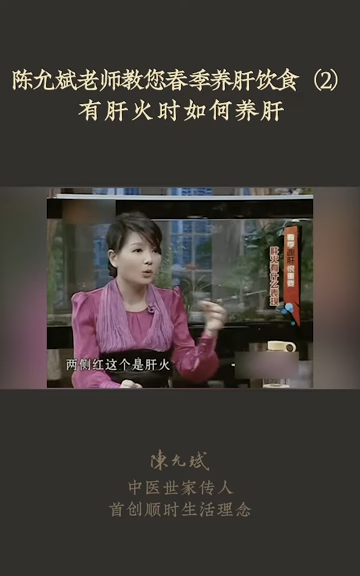 陈允斌老师教您春季养肝饮食（2）
有肝火时如何养肝
两侧红这个是肝火
陳允斌
中医世家传人
首创顺时生活理念